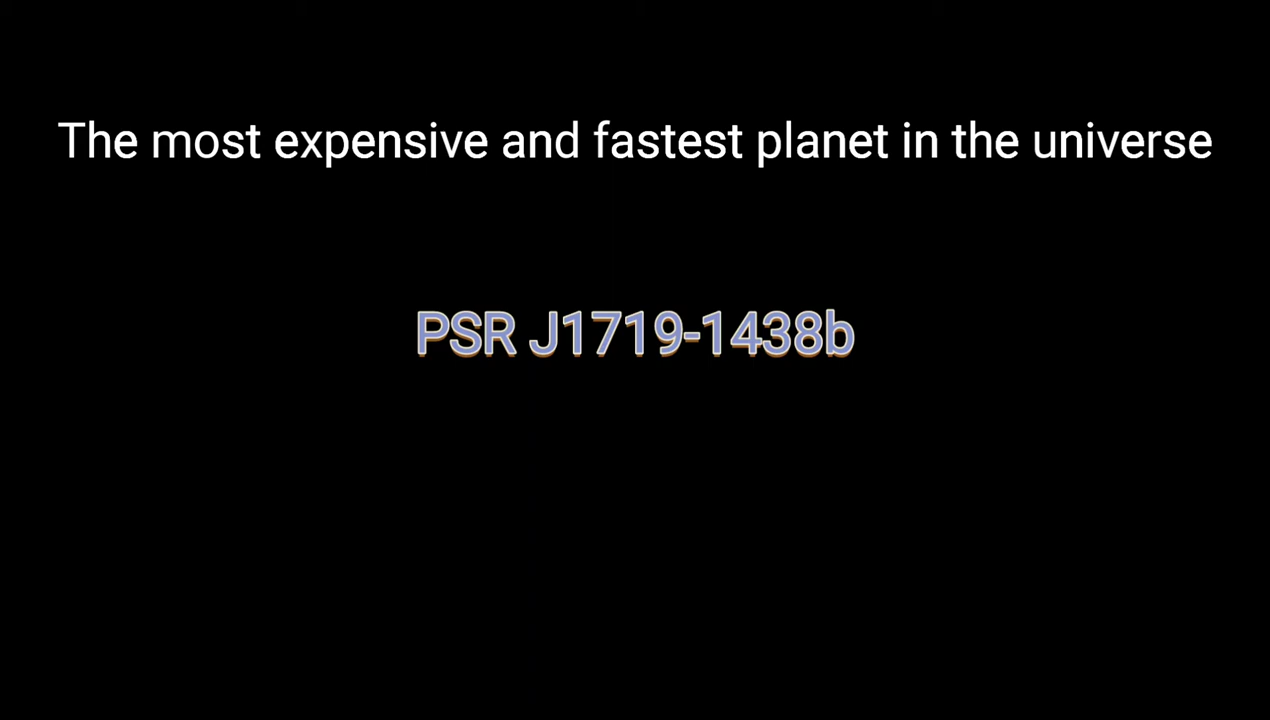 The most expensive and fastest planet in the universe
PSR J1719-1438b